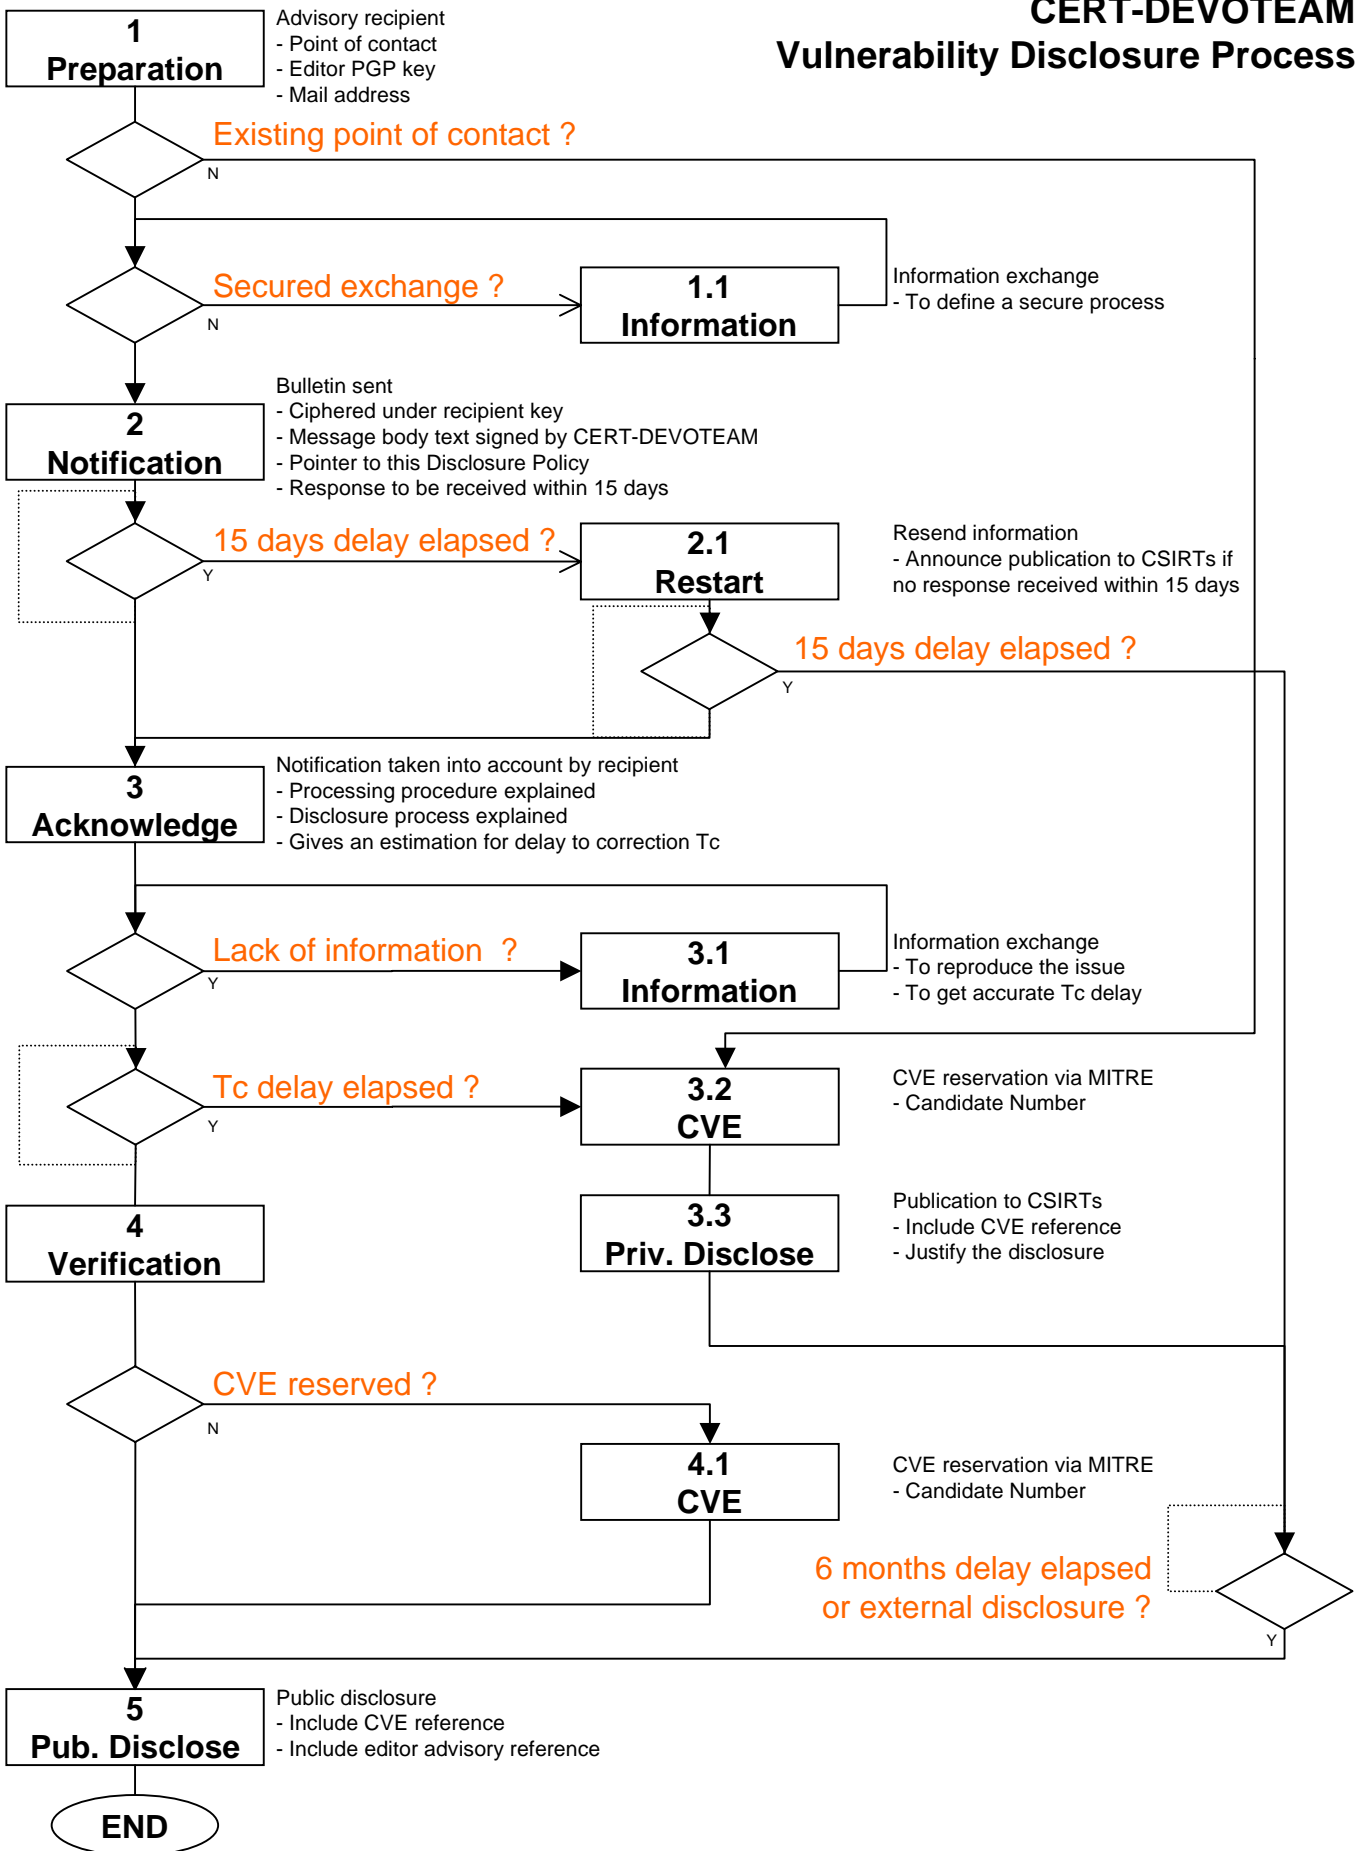 CERT-DEVOTEAM
Vulnerability Disclosure Process
1
Preparation
Advisory recipient
- Point of contact
- Editor PGP key
- Mail address
Existing point of contact ?
N
Secured exchange ?
N
1.1
Information
Information exchange
- To define a secure process
2
Notification
Bulletin sent
- Ciphered under recipient key
- Message body text signed by CERT-DEVOTEAM
- Pointer to this Disclosure Policy
- Response to be received within 15 days
15 days delay elapsed ?
Y
2.1
Restart
Resend information
- Announce publication to CSIRTs if
no response received within 15 days
15 days delay elapsed ?
Y
3
Acknowledge
Notification taken into account by recipient
- Processing procedure explained
- Disclosure process explained
- Gives an estimation for delay to correction Tc
Lack of information ?
Y
3.1
Information
Information exchange
- To reproduce the issue
- To get accurate Tc delay
Tc delay elapsed ?
Y
3.2
CVE
CVE reservation via MITRE
- Candidate Number
4
Verification
3.3
Priv. Disclose
Publication to CSIRTs
- Include CVE reference
- Justify the disclosure
CVE reserved ?
N
4.1
CVE
CVE reservation via MITRE
- Candidate Number
6 months delay elapsed
or external disclosure ?
Y
5
Pub. Disclose
Public disclosure
- Include CVE reference
- Include editor advisory reference
END